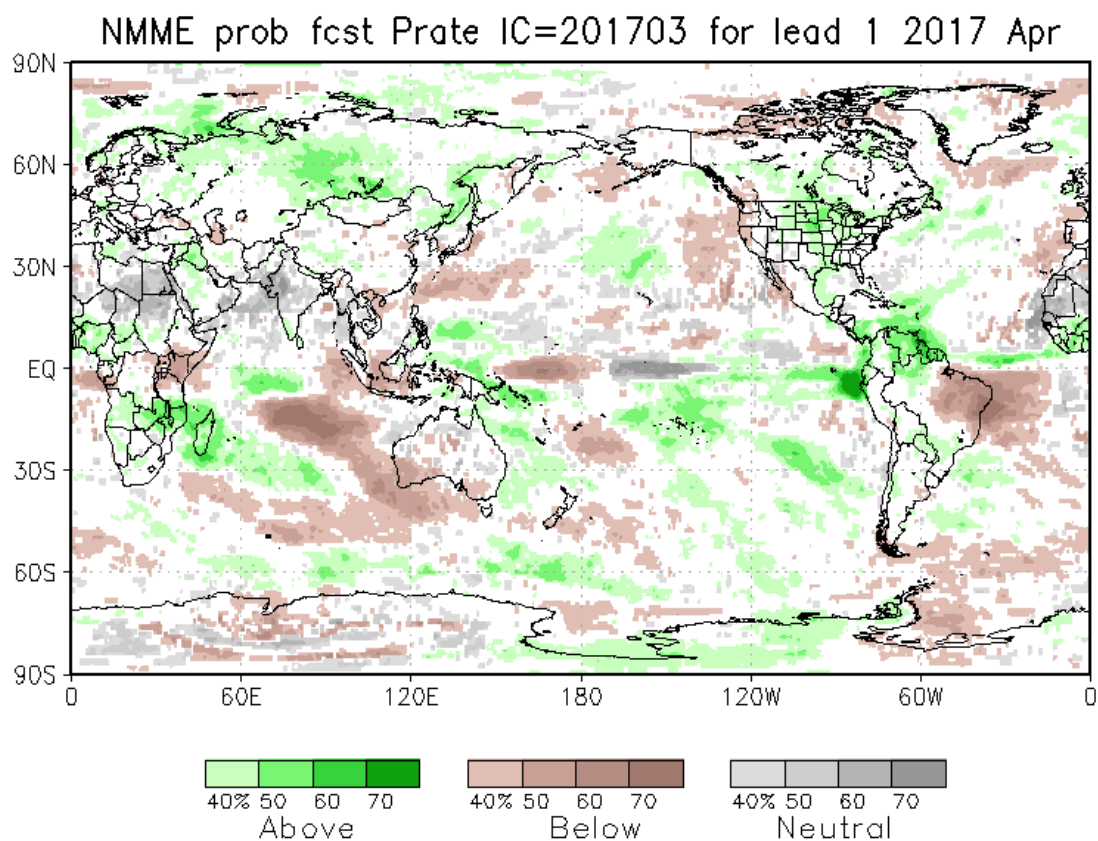 NMME prob fcst Prate IC=201703 for lead 1 2017 Apr
90N
60N
30N
EQ
30S
60S
90S
0 60E 120E 180 120W 60W 0
40% 50 60 70 40% 50 60 70 40% 50 60 70
Above Below Neutral